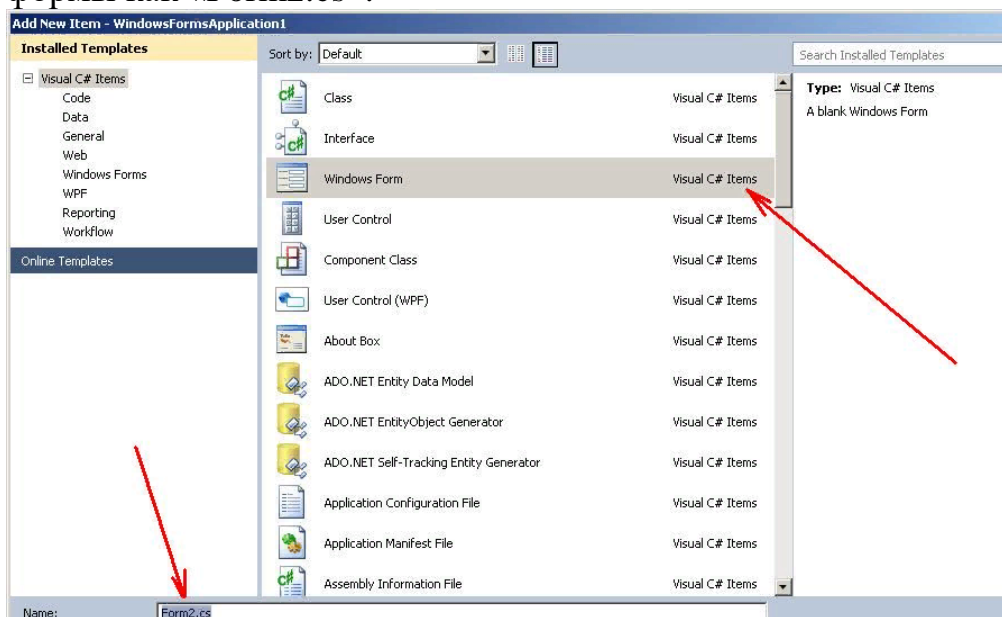 формы как «Form2.cs».
Add New Item - WindowsFormsApplication1
Installed Templates
Visual C# Items
Code
Data
General
Web
Windows Forms
WPF
Reporting
Workflow
Online Templates
Sort by: Default
Class Visual C# Items
Interface Visual C# Items
Windows Form Visual C# Items
User Control Visual C# Items
Component Class Visual C# Items
User Control (WPF) Visual C# Items
About Box Visual C# Items
ADO.NET Entity Data Model Visual C# Items
ADO.NET EntityObject Generator Visual C# Items
ADO.NET Self-Tracking Entity Generator Visual C# Items
Application Configuration File Visual C# Items
Application Manifest File Visual C# Items
Assembly Information File Visual C# Items
Search Installed Templates
Type: Visual C# Items
A blank Windows Form
Name: Form2.cs